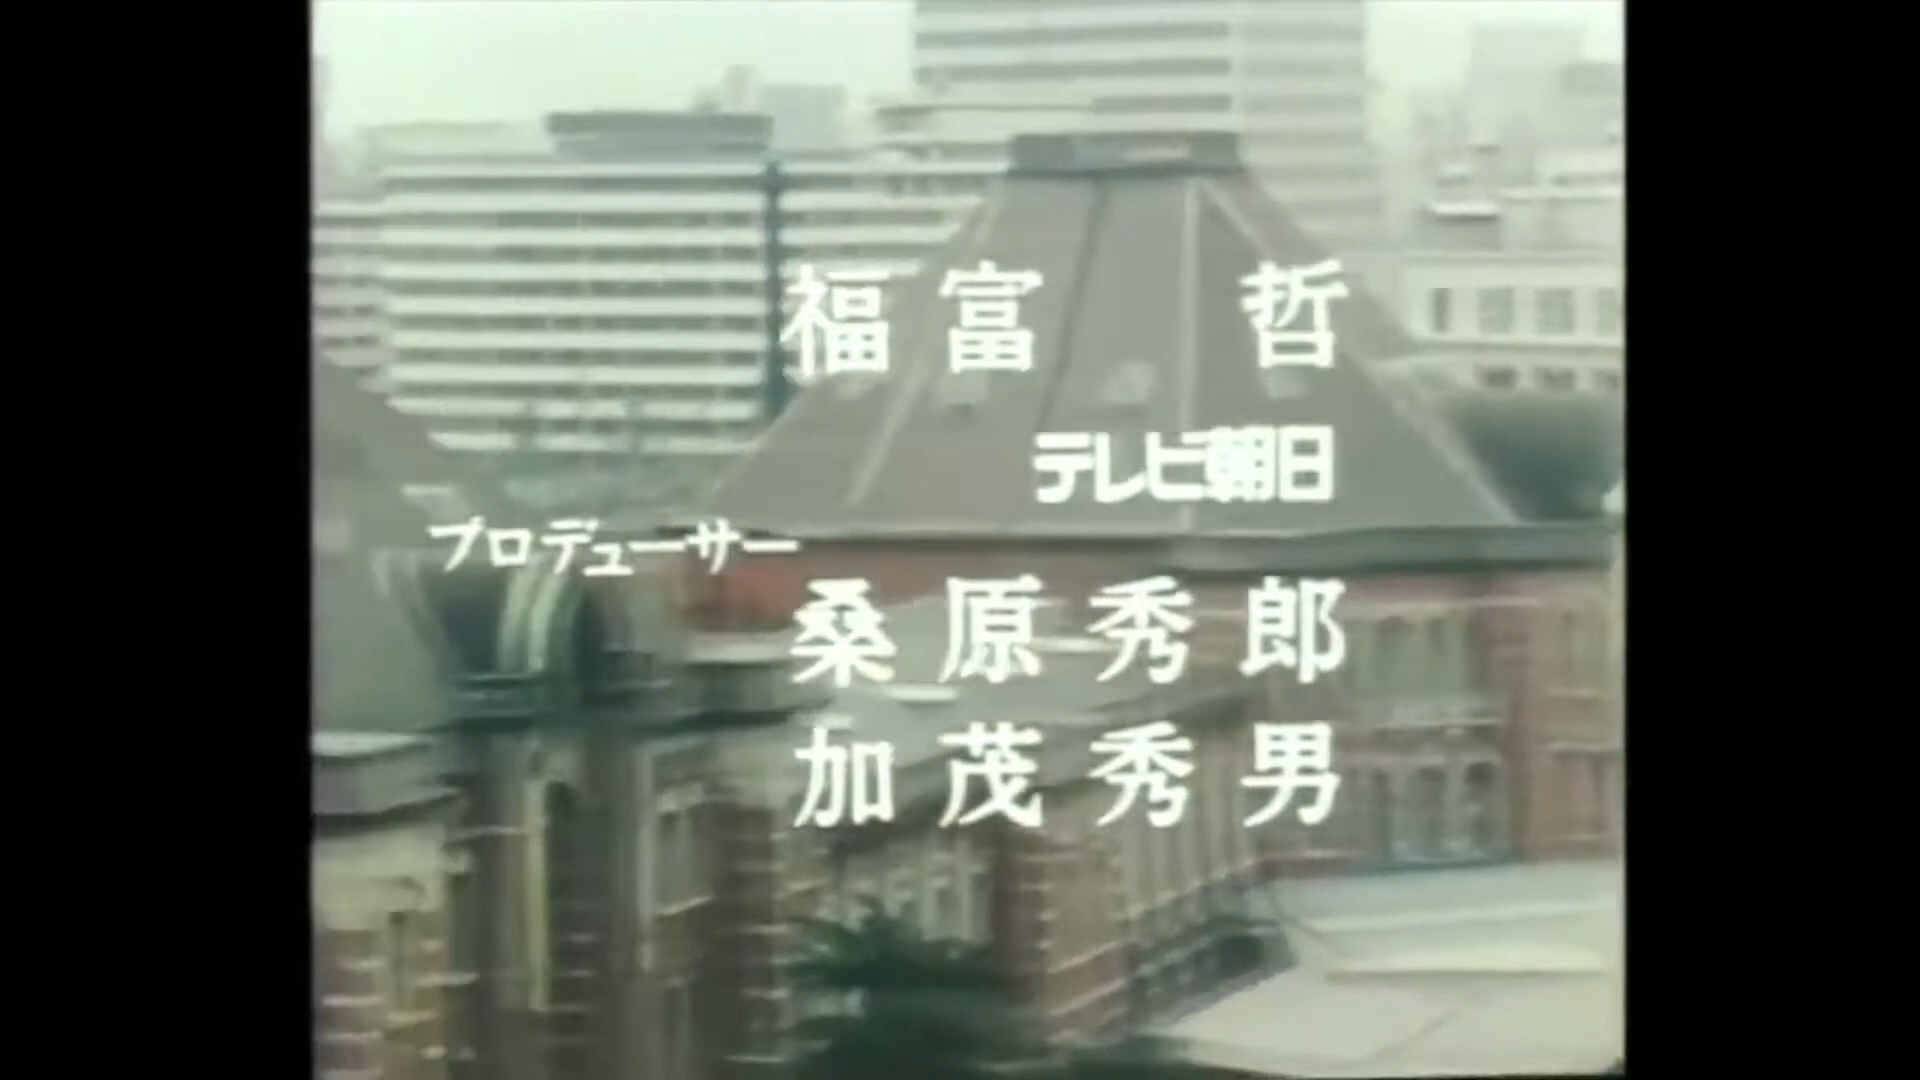 福富 哲
テレビ朝日
プロデューサー
桑原秀郎
加茂秀男